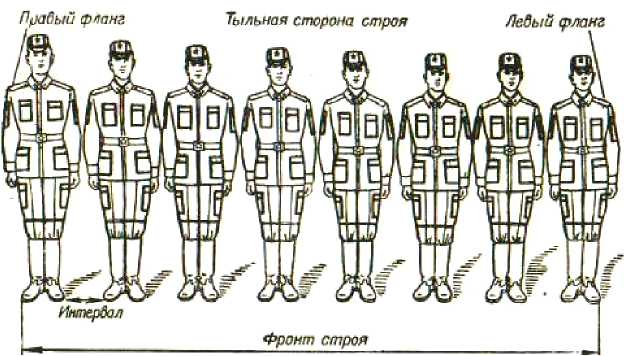 Правый фланг
Тыльная сторона строя
Левый фланг
Интервал
Фронт строя